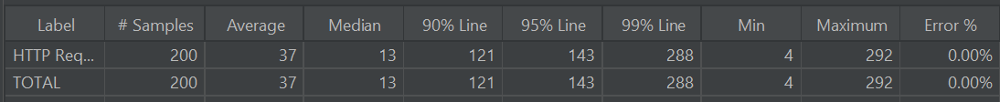 Label # Samples Average Median 90% Line 95% Line 99% Line Min Maximum Error %
HTTP Req... 200 37 13 121 143 288 4 292 0.00%
TOTAL 200 37 13 121 143 288 4 292 0.00%